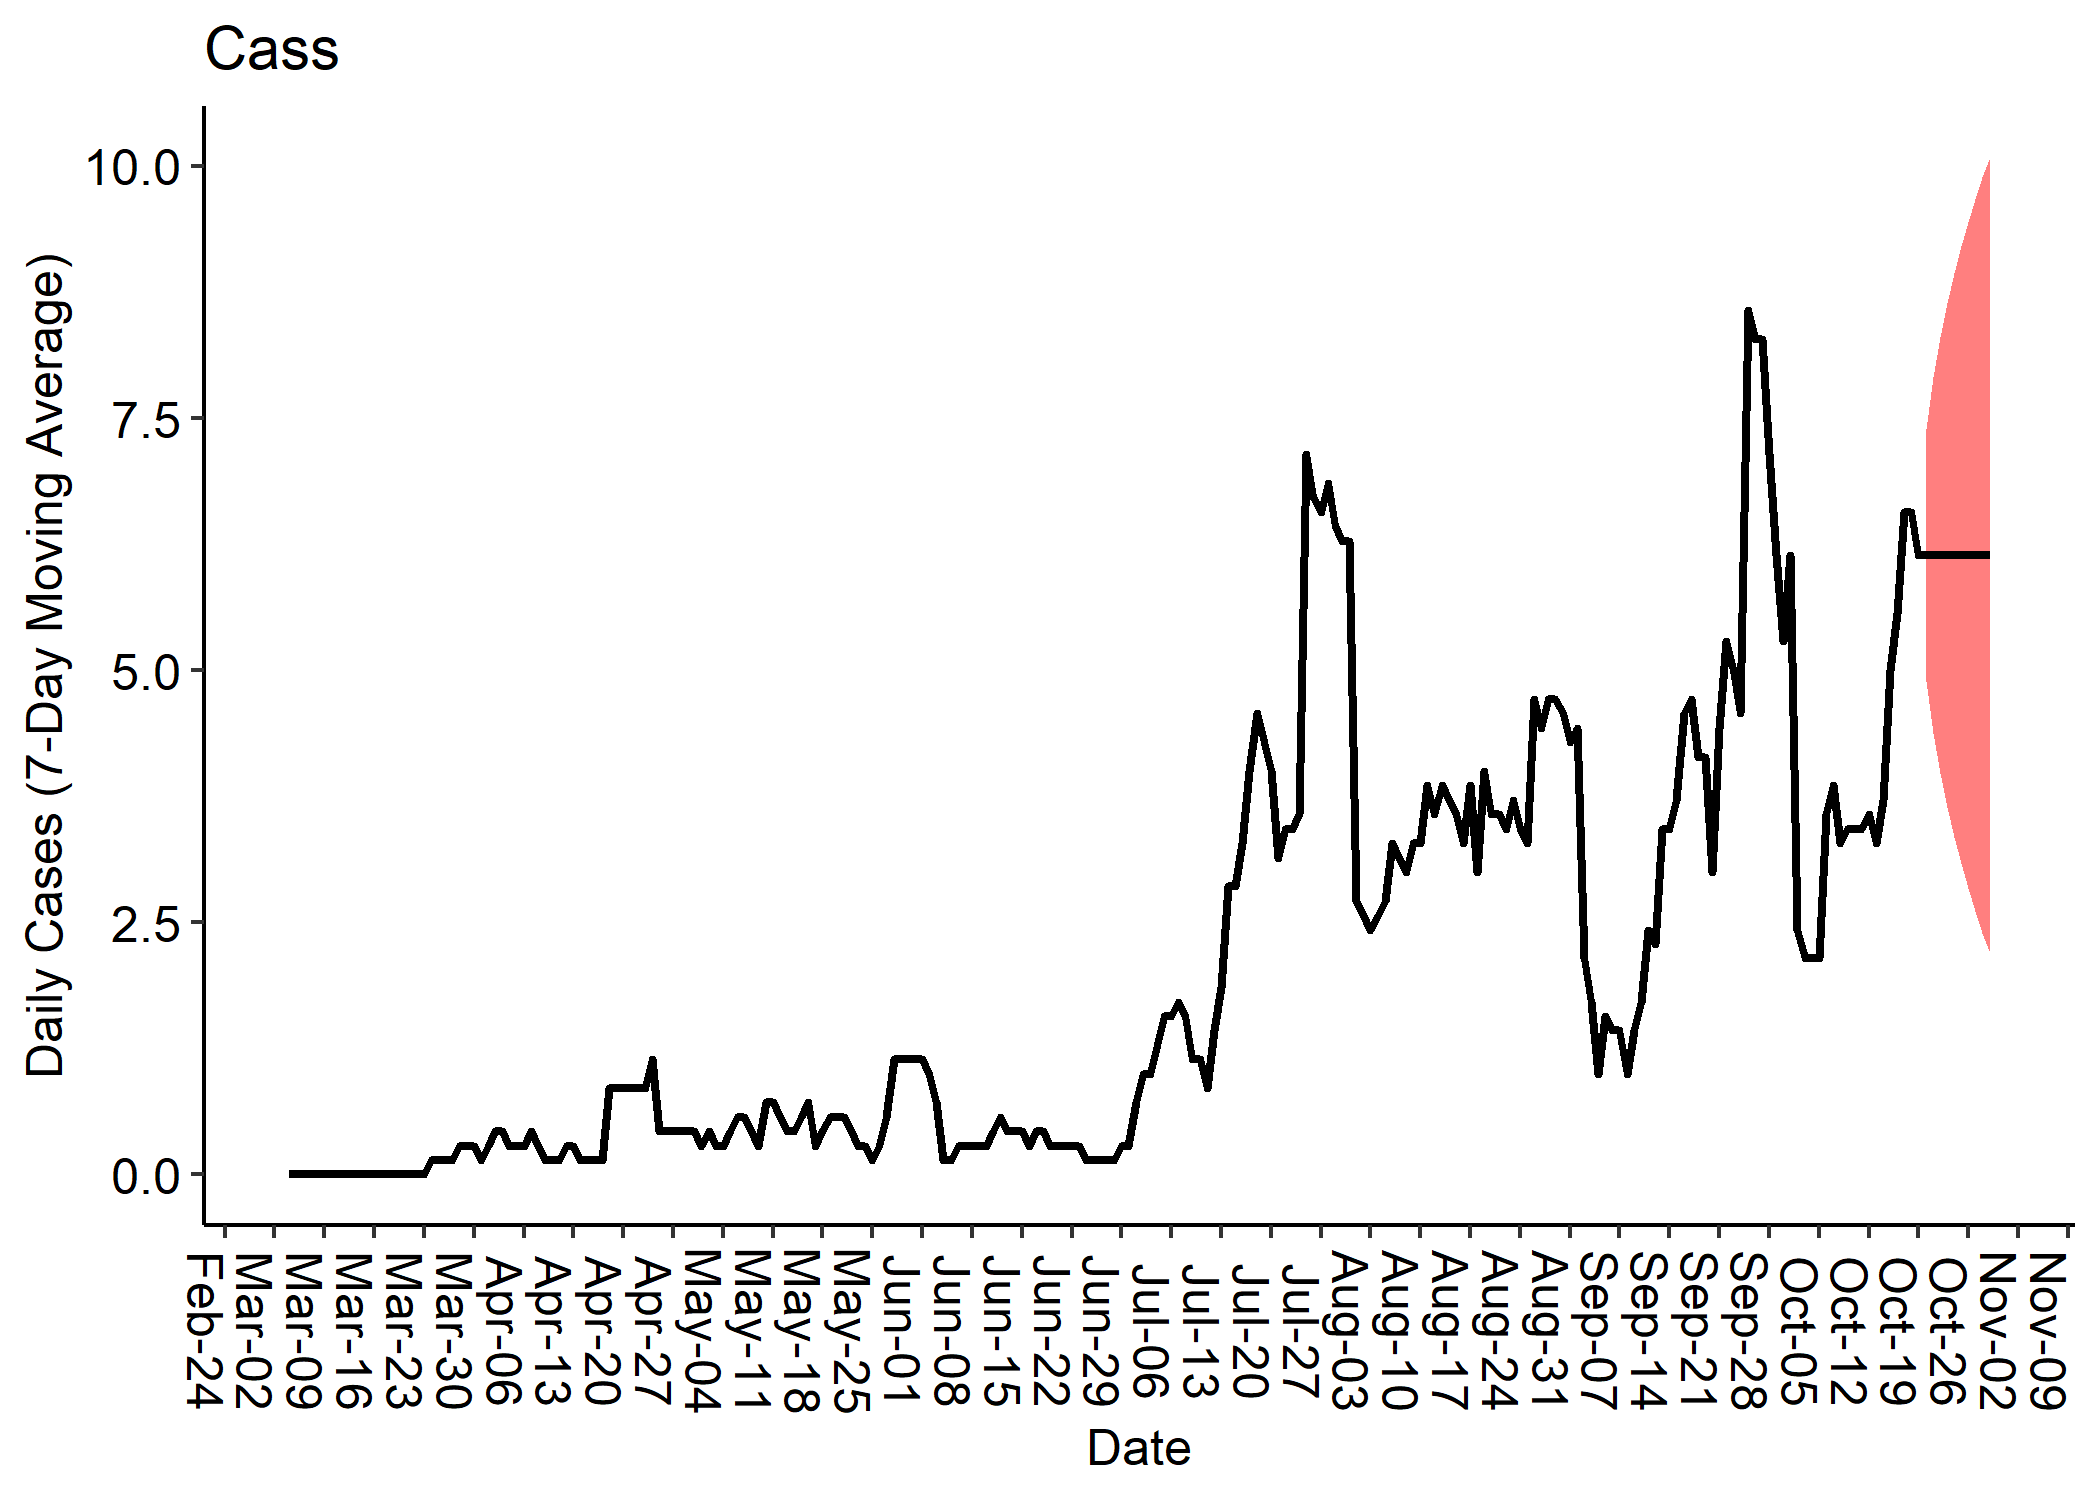 Cass
Daily Cases (7-Day Moving Average)
10.0
7.5
5.0
2.5
0.0
Feb-24
Mar-02
Mar-09
Mar-16
Mar-23
Mar-30
Apr-06
Apr-13
Apr-20
Apr-27
May-04
May-11
May-18
May-25
Jun-01
Jun-08
Jun-15
Jun-22
Jun-29
Jul-06
Jul-13
Jul-20
Jul-27
Aug-03
Aug-10
Aug-17
Aug-24
Aug-31
Sep-07
Sep-14
Sep-21
Sep-28
Oct-05
Oct-12
Oct-19
Oct-26
Nov-02
Nov-09
Date